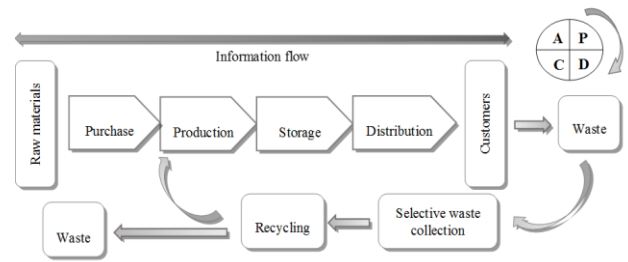 A P
C D
Information flow
Raw materials
Purchase
Production
Storage
Distribution
Customers
Waste
Selective waste
collection
Recycling
Waste